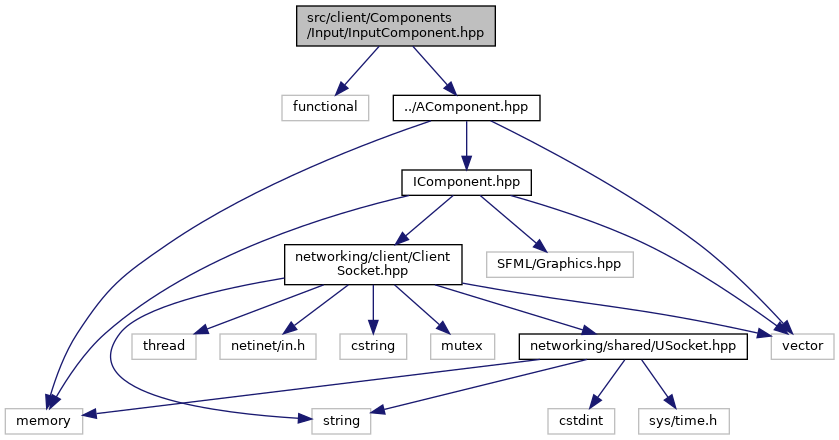 src/client/Components
/Input/InputComponent.hpp
functional
../AComponent.hpp
IComponent.hpp
networking/client/Client
Socket.hpp
SFML/Graphics.hpp
thread
netinet/in.h
cstring
mutex
networking/shared/USocket.hpp
vector
memory
string
cstdint
sys/time.h